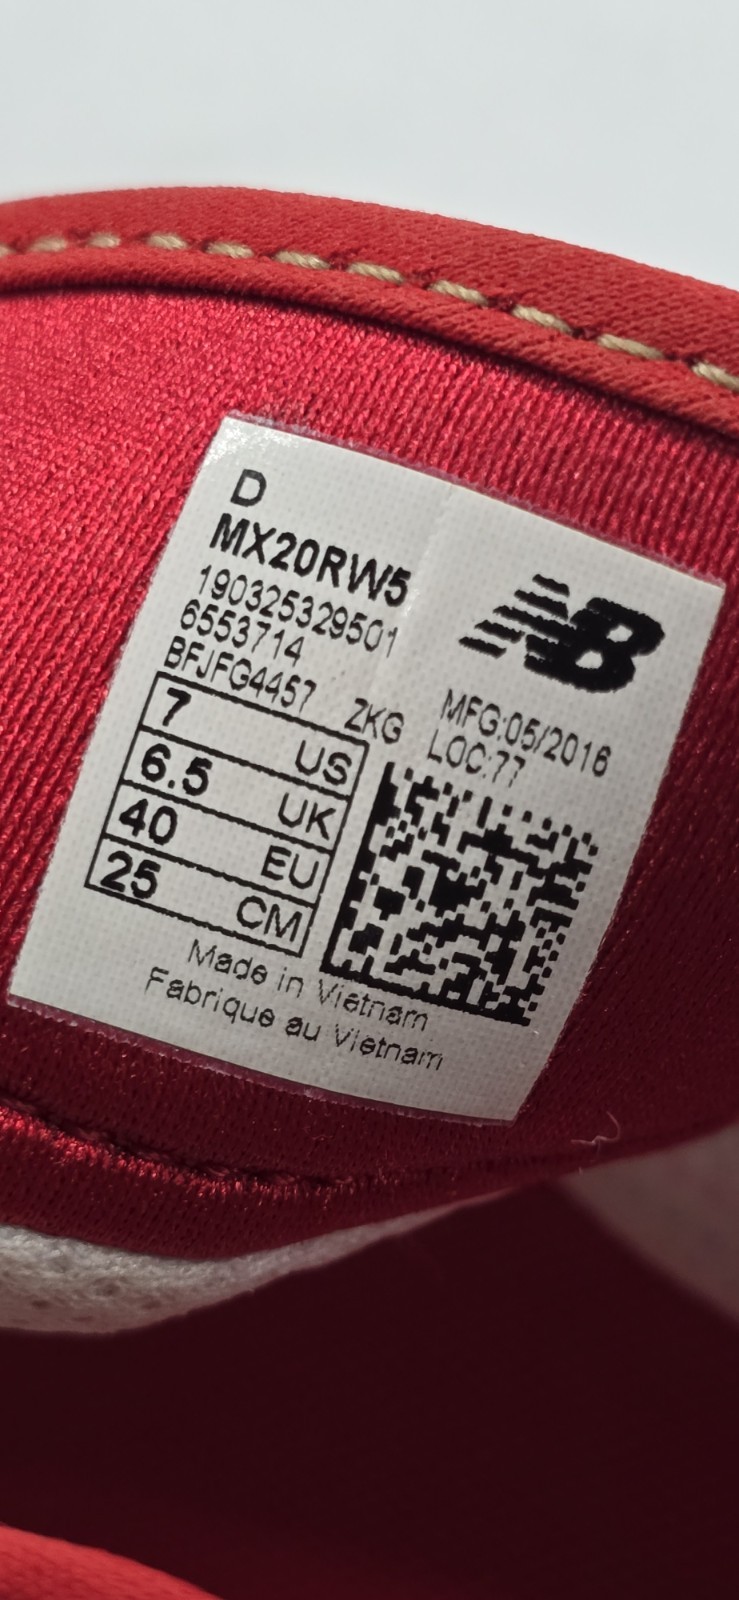 D
MX20RW5
190325329501
6553714
BFJFG4457 ZKG
NB
MFG:05/2016
LOC:77
7 US
6.5 UK
40 EU
25 CM
Made in Vietnam
Fabrique au Vietnam